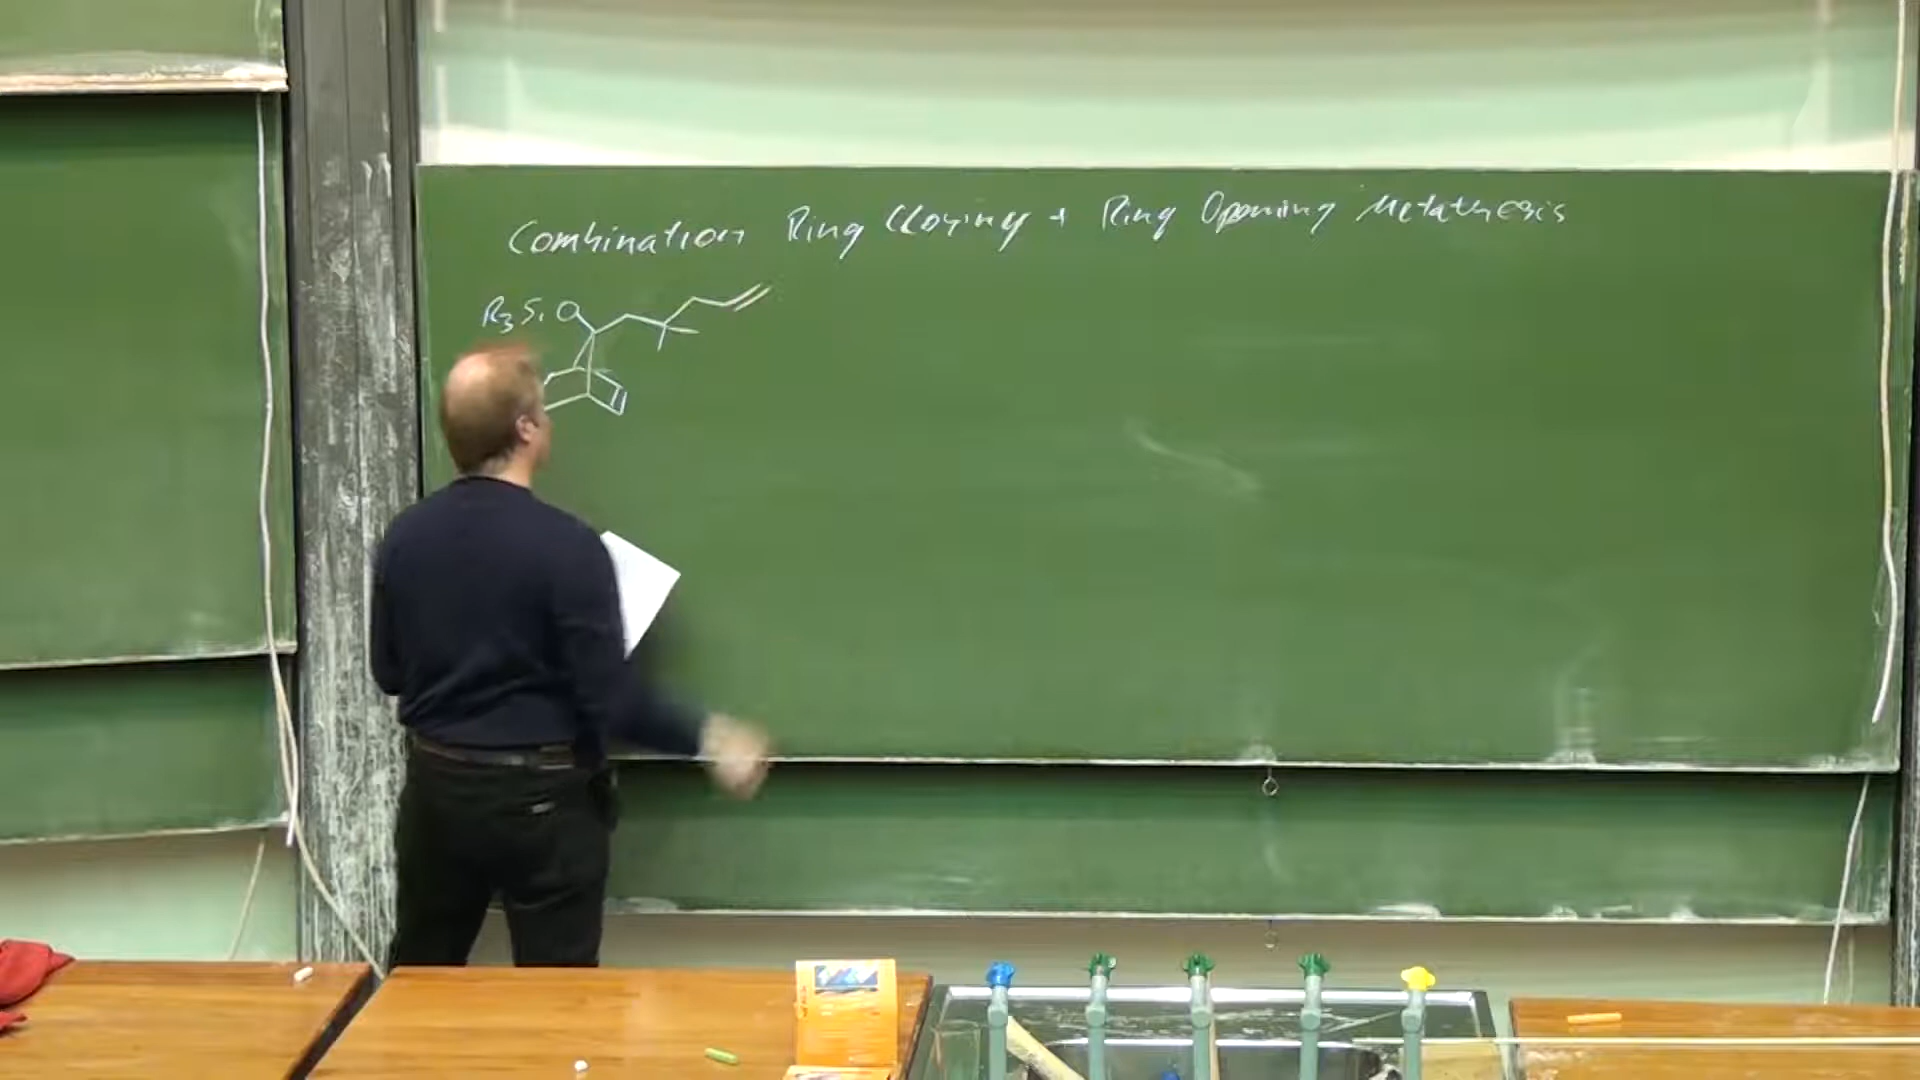 Combination Ring Closing + Ring Opening Metathesis
R₃SiO